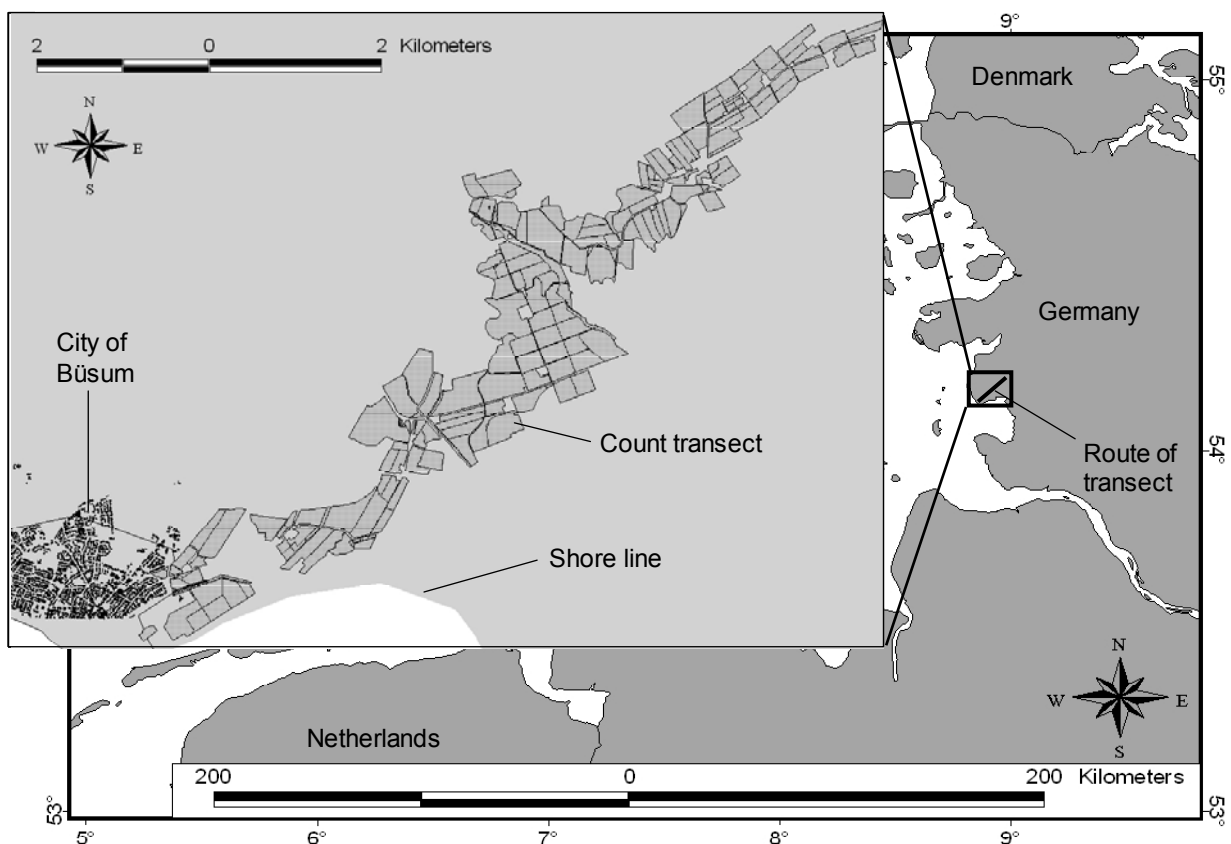 2 0 2 Kilometers
N
W E
S
City of
Büsum
Count transect
Shore line
9°
Denmark
55°
Germany
54°
Route of
transect
N
W E
S
Netherlands
200 0 200 Kilometers
53° 53°
5° 6° 7° 8° 9°